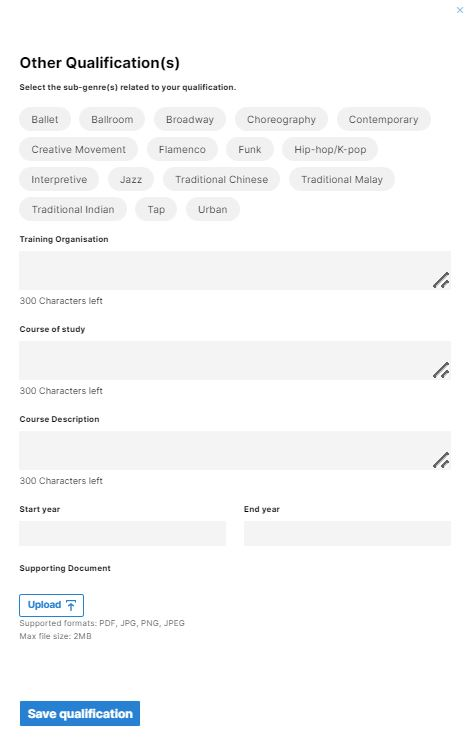 Other Qualification(s)
Select the sub-genre(s) related to your qualification.
Ballet Ballroom Broadway Choreography Contemporary
Creative Movement Flamenco Funk Hip-hop/K-pop
Interpretive Jazz Traditional Chinese Traditional Malay
Traditional Indian Tap Urban
Training Organisation
300 Characters left
Course of study
300 Characters left
Course Description
300 Characters left
Start year End year
Supporting Document
Upload
Supported formats: PDF, JPG, PNG, JPEG
Max file size: 2MB
Save qualification